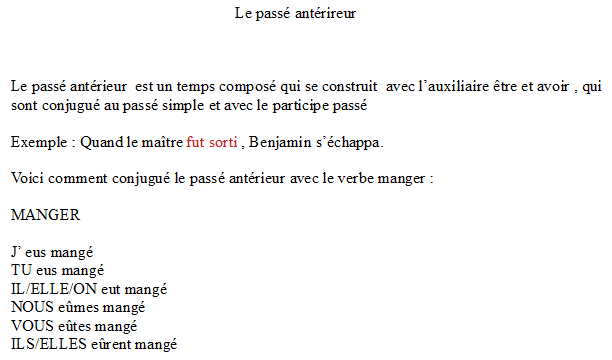 Le passé antérireur
Le passé antérieur est un temps composé qui se construit avec l'auxiliaire être et avoir , qui
sont conjugué au passé simple et avec le participe passé
Exemple : Quand le maître fut sorti , Benjamin s'échappa.
Voici comment conjugué le passé antérieur avec le verbe manger :
MANGER
J' eus mangé
TU eus mangé
IL/ELLE/ON eut mangé
NOUS eûmes mangé
VOUS eûtes mangé
ILS/ELLES eûrent mangé